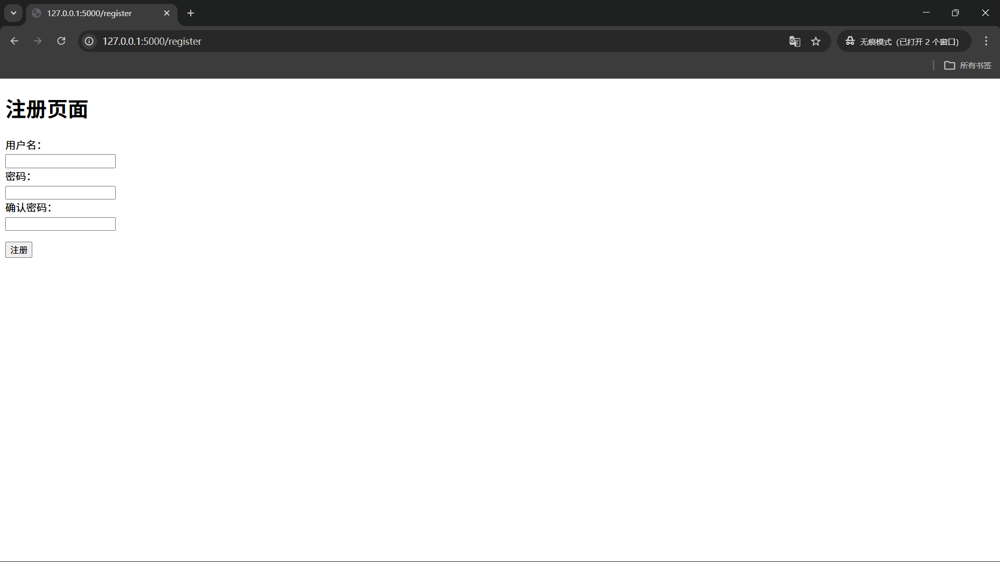 127.0.0.1:5000/register
127.0.0.1:5000/register
无痕模式（已打开 2 个窗口）
所有书签
注册页面
用户名：
密码：
确认密码：
注册